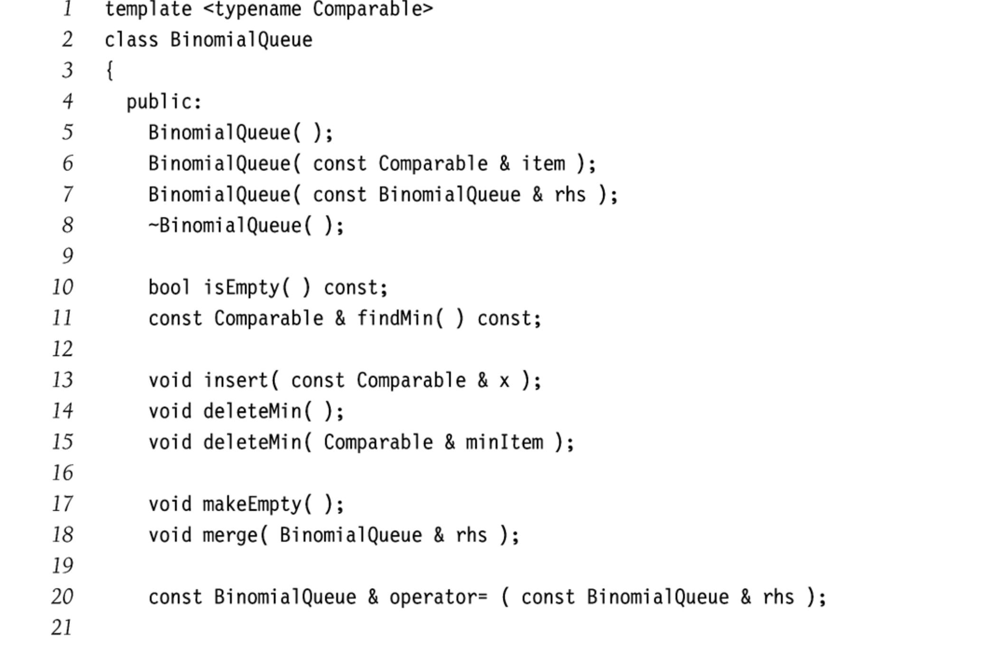 1 template <typename Comparable>
2 class BinomialQueue
3 {
4 public:
5 BinomialQueue( );
6 BinomialQueue( const Comparable & item );
7 BinomialQueue( const BinomialQueue & rhs );
8 ~BinomialQueue( );
9
10 bool isEmpty( ) const;
11 const Comparable & findMin( ) const;
12
13 void insert( const Comparable & x );
14 void deleteMin( );
15 void deleteMin( Comparable & minItem );
16
17 void makeEmpty( );
18 void merge( BinomialQueue & rhs );
19
20 const BinomialQueue & operator= ( const BinomialQueue & rhs );
21